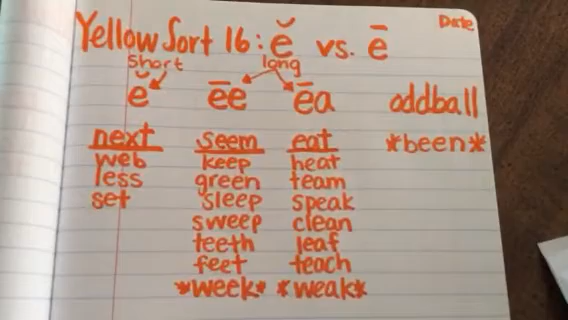 Date
Yellow Sort 16: ĕ vs. ē
short long
ĕ ēe ēa oddball
next seem eat *been*
web keep heat
less green team
set sleep speak
sweep clean
teeth leaf
feet teach
*week* *weak*